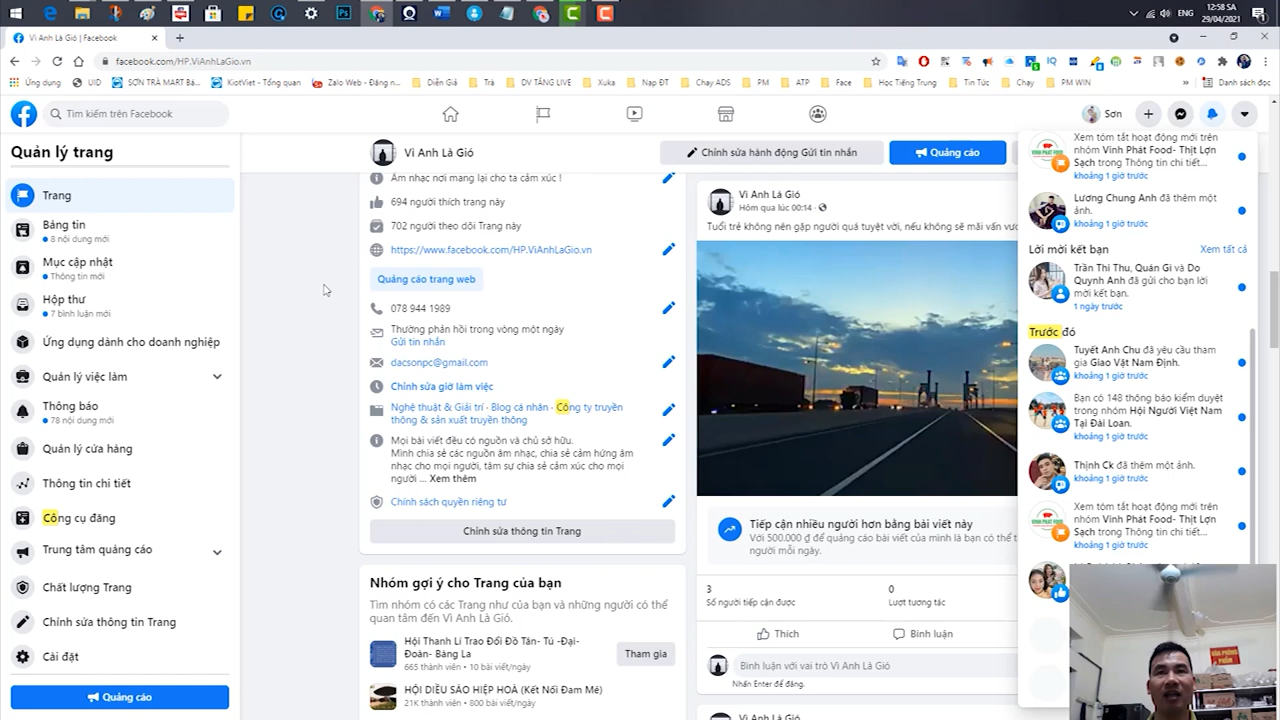 12:58 SA
ENG
29/04/2021
Vì Anh Là Gió | Facebook
facebook.com/HP.ViAnhLaGio.vn
Ứng dụng
UID
SƠN TRÀ MART Bá...
KiotViet - Tổng quan
Zalo Web - Đăng n...
Diễn Giả
Trà
DV TĂNG LIVE
Xuka
Nạp ĐT
Chạy ADS
PM
ATP
Face
Học Tiếng Trung
Tin Tức
Chay
PM WIN
»
Danh sách đọc
Tìm kiếm trên Facebook
Sơn
Quản lý trang
Trang
Bảng tin
8 nội dung mới
Mục cập nhật
Thông tin mới
Hộp thư
7 bình luận mới
Ứng dụng dành cho doanh nghiệp
Quản lý việc làm
Thông báo
78 nội dung mới
Quản lý cửa hàng
Thông tin chi tiết
Công cụ đăng
Trung tâm quảng cáo
Chất lượng Trang
Chỉnh sửa thông tin Trang
Cài đặt
Quảng cáo
Vì Anh Là Gió
Chỉnh sửa hành động Gửi tin nhắn
Quảng cáo
Âm nhạc nơi mang lại cho ta cảm xúc !
694 người thích trang này
702 người theo dõi Trang này
https://www.facebook.com/HP.ViAnhLaGio.vn
Quảng cáo trang web
078 944 1989
Thường phản hồi trong vòng một ngày
Gửi tin nhắn
dacsonpc@gmail.com
Chỉnh sửa giờ làm việc
Nghệ thuật & Giải trí · Blog cá nhân · Công ty truyền
thông & sản xuất truyền thông
Mọi bài viết đều có nguồn và chủ sở hữu.
Mình chia sẻ các nguồn âm nhạc, chia sẻ cảm hứng âm
nhạc cho mọi người, tâm sự chia sẻ cảm xúc cho mọi
người ... Xem thêm
Chính sách quyền riêng tư
Chỉnh sửa thông tin Trang
Nhóm gợi ý cho Trang của bạn
Tìm nhóm có các Trang như của bạn và những người có thể
quan tâm đến Vì Anh Là Gió.
Hội Thanh Lí Trao Đổi Đồ Tân- Tú -Đại-
Đoàn- Bàng La
665 thành viên • 10 bài viết/ngày
Tham gia
HỘI DIỀU SÁO HIỆP HOÀ (Kết Nối Đam Mê)
21K thành viên • 800 bài viết/ngày
Vì Anh Là Gió
Hôm qua lúc 00:14 ·
Tuổi trẻ không nên gặp người quá tuyệt vời, nếu không sẽ mãi vấn vươ
Tiếp cận nhiều người hơn bằng bài viết này
Với 500.000 ₫ để quảng cáo bài viết của mình là bạn có thể t
người mỗi ngày.
3
Số người tiếp cận được
0
Lượt tương tác
Thích
Bình luận
Bình luận với vai trò Vì Anh Là Gió
Nhấn Enter để đăng.
Vì Anh Là Gió
Xem tóm tắt hoạt động mới trên
nhóm Vinh Phát Food- Thịt Lợn
Sạch trong Thông tin chi tiết...
khoảng 1 giờ trước
Lương Chung Anh đã thêm một
ảnh.
khoảng 1 giờ trước
Lời mời kết bạn
Xem tất cả
Trần Thị Thu, Quán Gi và Do
Quynh Anh đã gửi cho bạn lời
mời kết bạn.
1 ngày trước
Trước đó
Tuyết Anh Chu đã yêu cầu tham
gia Giao Vặt Nam Định.
khoảng 1 giờ trước
Bạn có 148 thông báo kiểm duyệt
trong nhóm Hội Người Việt Nam
Tại Đài Loan.
khoảng 1 giờ trước
Thịnh Ck đã thêm một ảnh.
khoảng 1 giờ trước
Xem tóm tắt hoạt động mới trên
nhóm Vinh Phát Food- Thịt Lợn
Sạch trong Thông tin chi tiết...
khoảng 1 giờ trước
VĂN PHÒNG
PHẨM